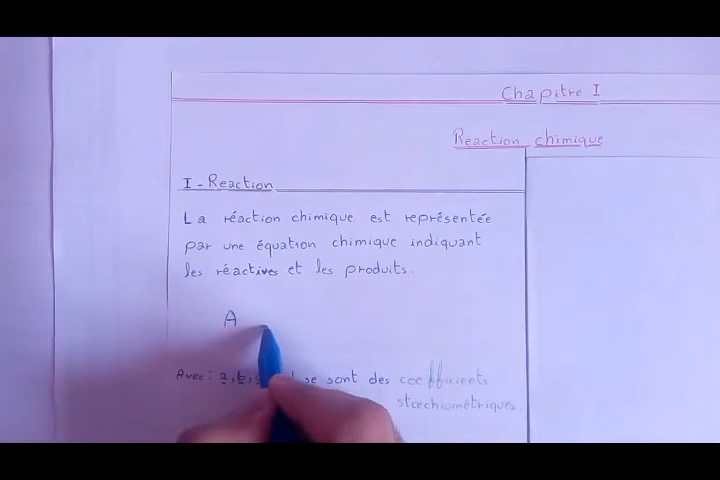 Chapitre I
Reaction chimique
I-Reaction
La réaction chimique est représentée
par une équation chimique indiquant
les réactives et les produits.
A
Avec: a, b, se sont des coefficients
stœchiométriques